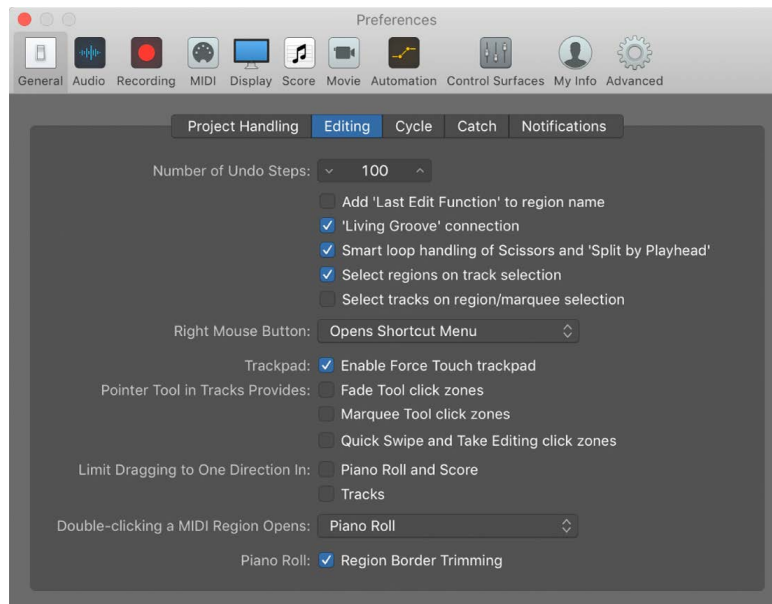 Preferences
General Audio Recording MIDI Display Score Movie Automation Control Surfaces My Info Advanced
Project Handling Editing Cycle Catch Notifications
Number of Undo Steps: 100
Add 'Last Edit Function' to region name
'Living Groove' connection
Smart loop handling of Scissors and 'Split by Playhead'
Select regions on track selection
Select tracks on region/marquee selection
Right Mouse Button: Opens Shortcut Menu
Trackpad: Enable Force Touch trackpad
Pointer Tool in Tracks Provides: Fade Tool click zones
Marquee Tool click zones
Quick Swipe and Take Editing click zones
Limit Dragging to One Direction In: Piano Roll and Score
Tracks
Double-clicking a MIDI Region Opens: Piano Roll
Piano Roll: Region Border Trimming